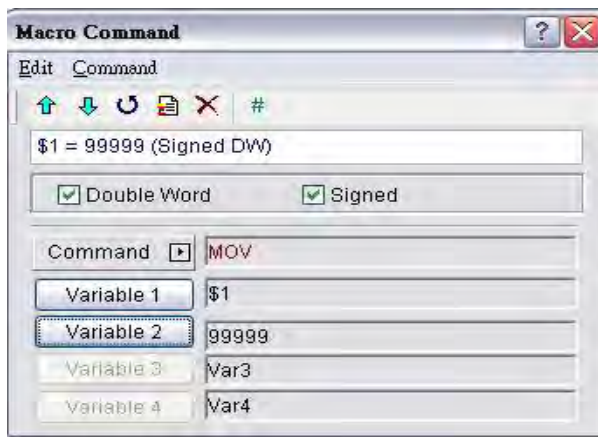 Macro Command
Edit Command
#
$1 = 99999 (Signed DW)
Double Word Signed
Command MOV
Variable 1 $1
Variable 2 99999
Variable 3 Var3
Variable 4 Var4